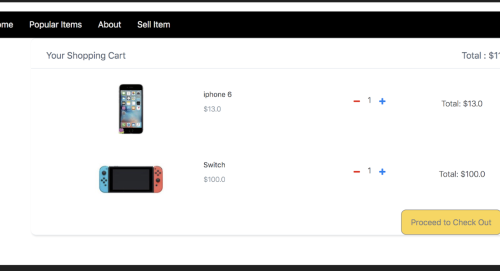 Popular Items About Sell Item
Your Shopping Cart Total : $11
iphone 6
$13.0
1
Total: $13.0
Switch
$100.0
1
Total: $100.0
Proceed to Check Out